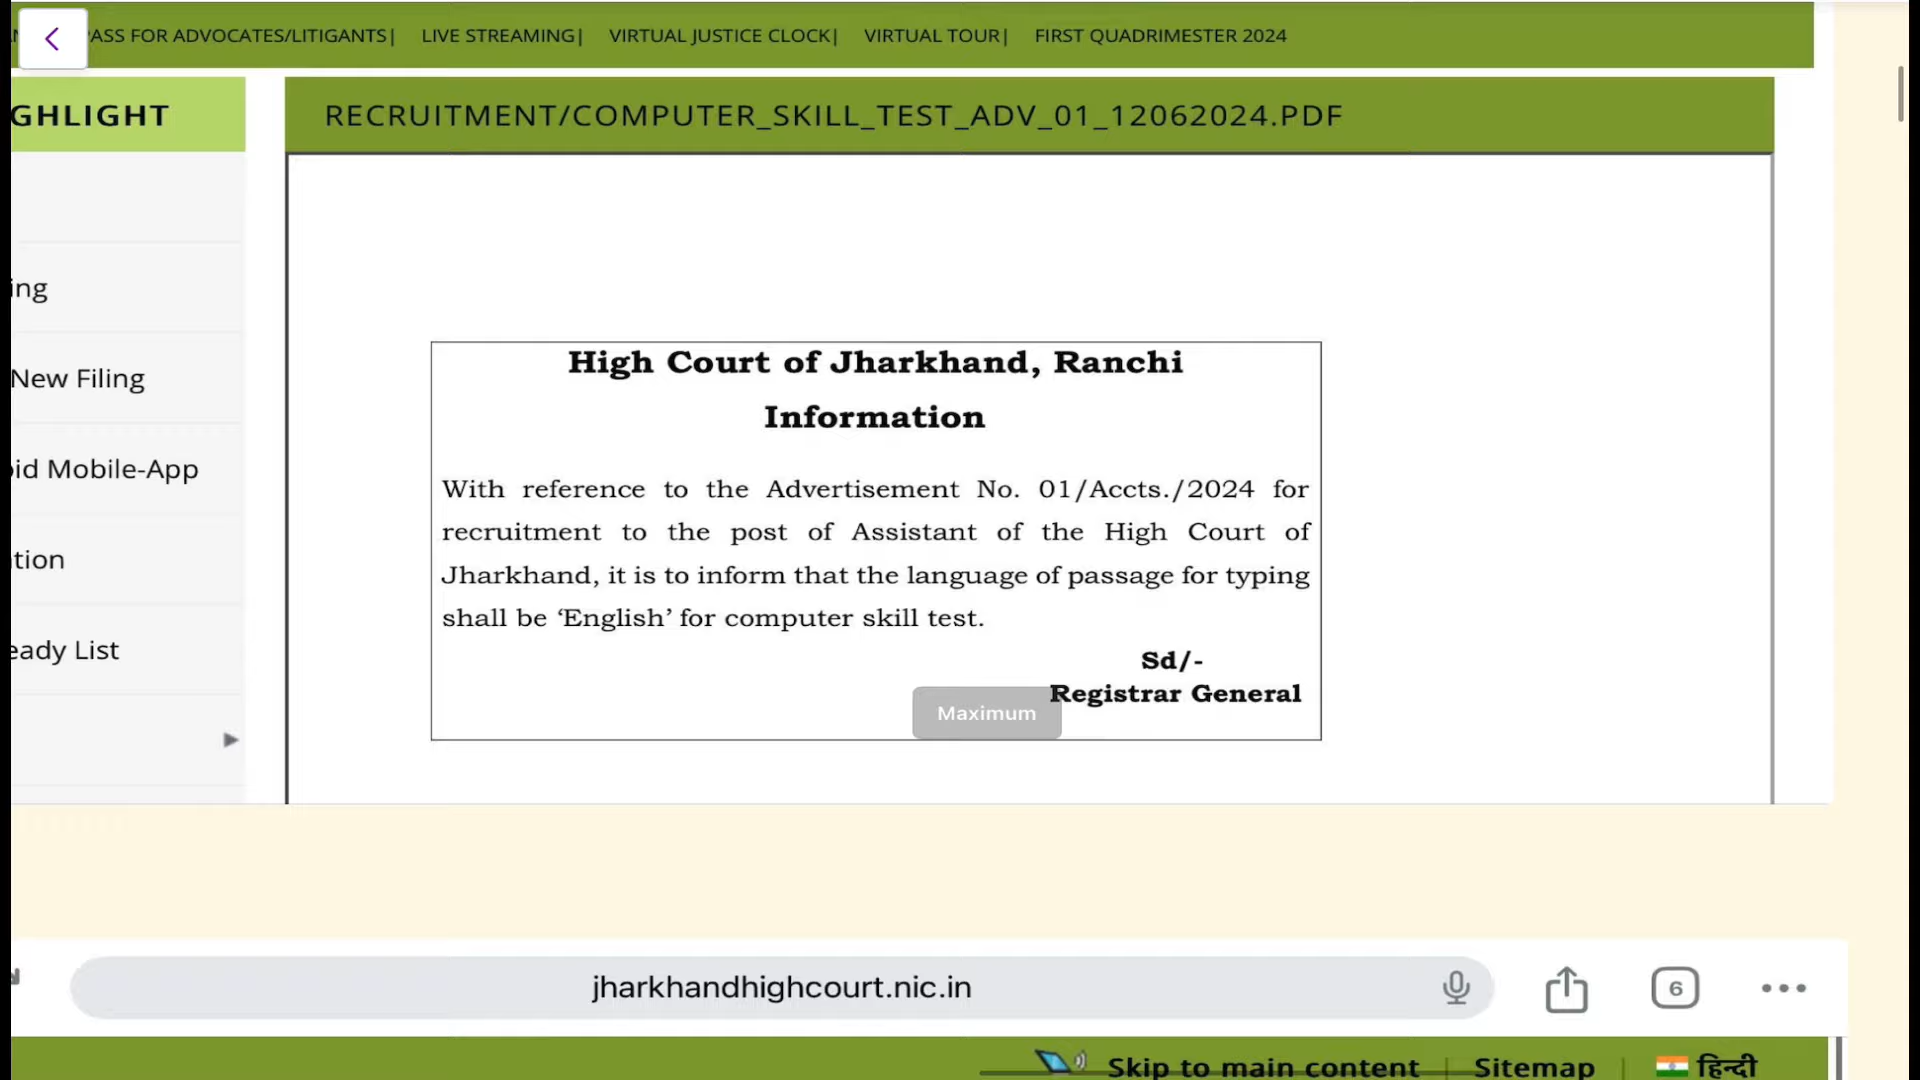 PASS FOR ADVOCATES/LITIGANTS| LIVE STREAMING| VIRTUAL JUSTICE CLOCK| VIRTUAL TOUR| FIRST QUADRIMESTER 2024
GHLIGHT
RECRUITMENT/COMPUTER_SKILL_TEST_ADV_01_12062024.PDF
ing
New Filing
oid Mobile-App
tion
eady List
High Court of Jharkhand, Ranchi
Information
With reference to the Advertisement No. 01/Accts./2024 for
recruitment to the post of Assistant of the High Court of
Jharkhand, it is to inform that the language of passage for typing
shall be ‘English’ for computer skill test.
Sd/-
Registrar General
Maximum
jharkhandhighcourt.nic.in
6
Skip to main content
Sitemap
हिन्दी